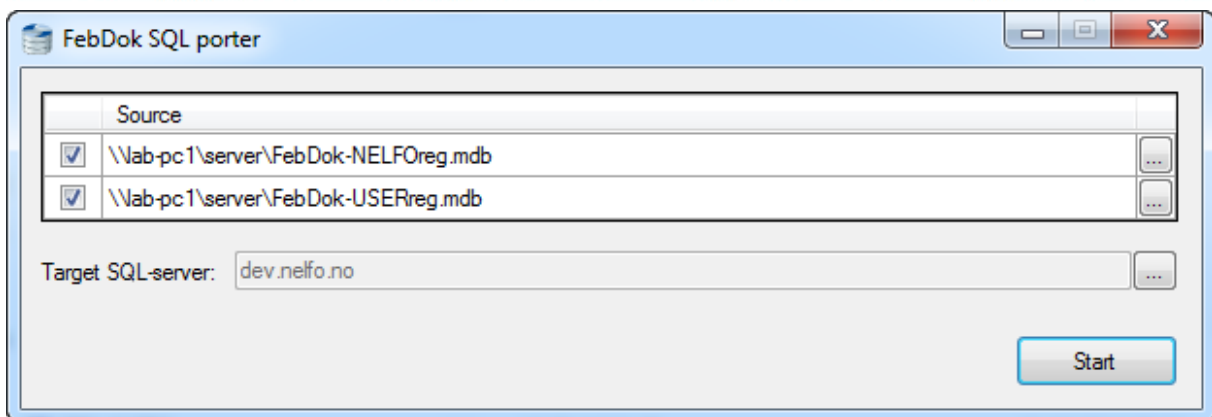 FebDok SQL porter
Source
\\lab-pc1\server\FebDok-NELFOreg.mdb
...
\\lab-pc1\server\FebDok-USERreg.mdb
...
Target SQL-server: dev.nelfo.no ...
Start